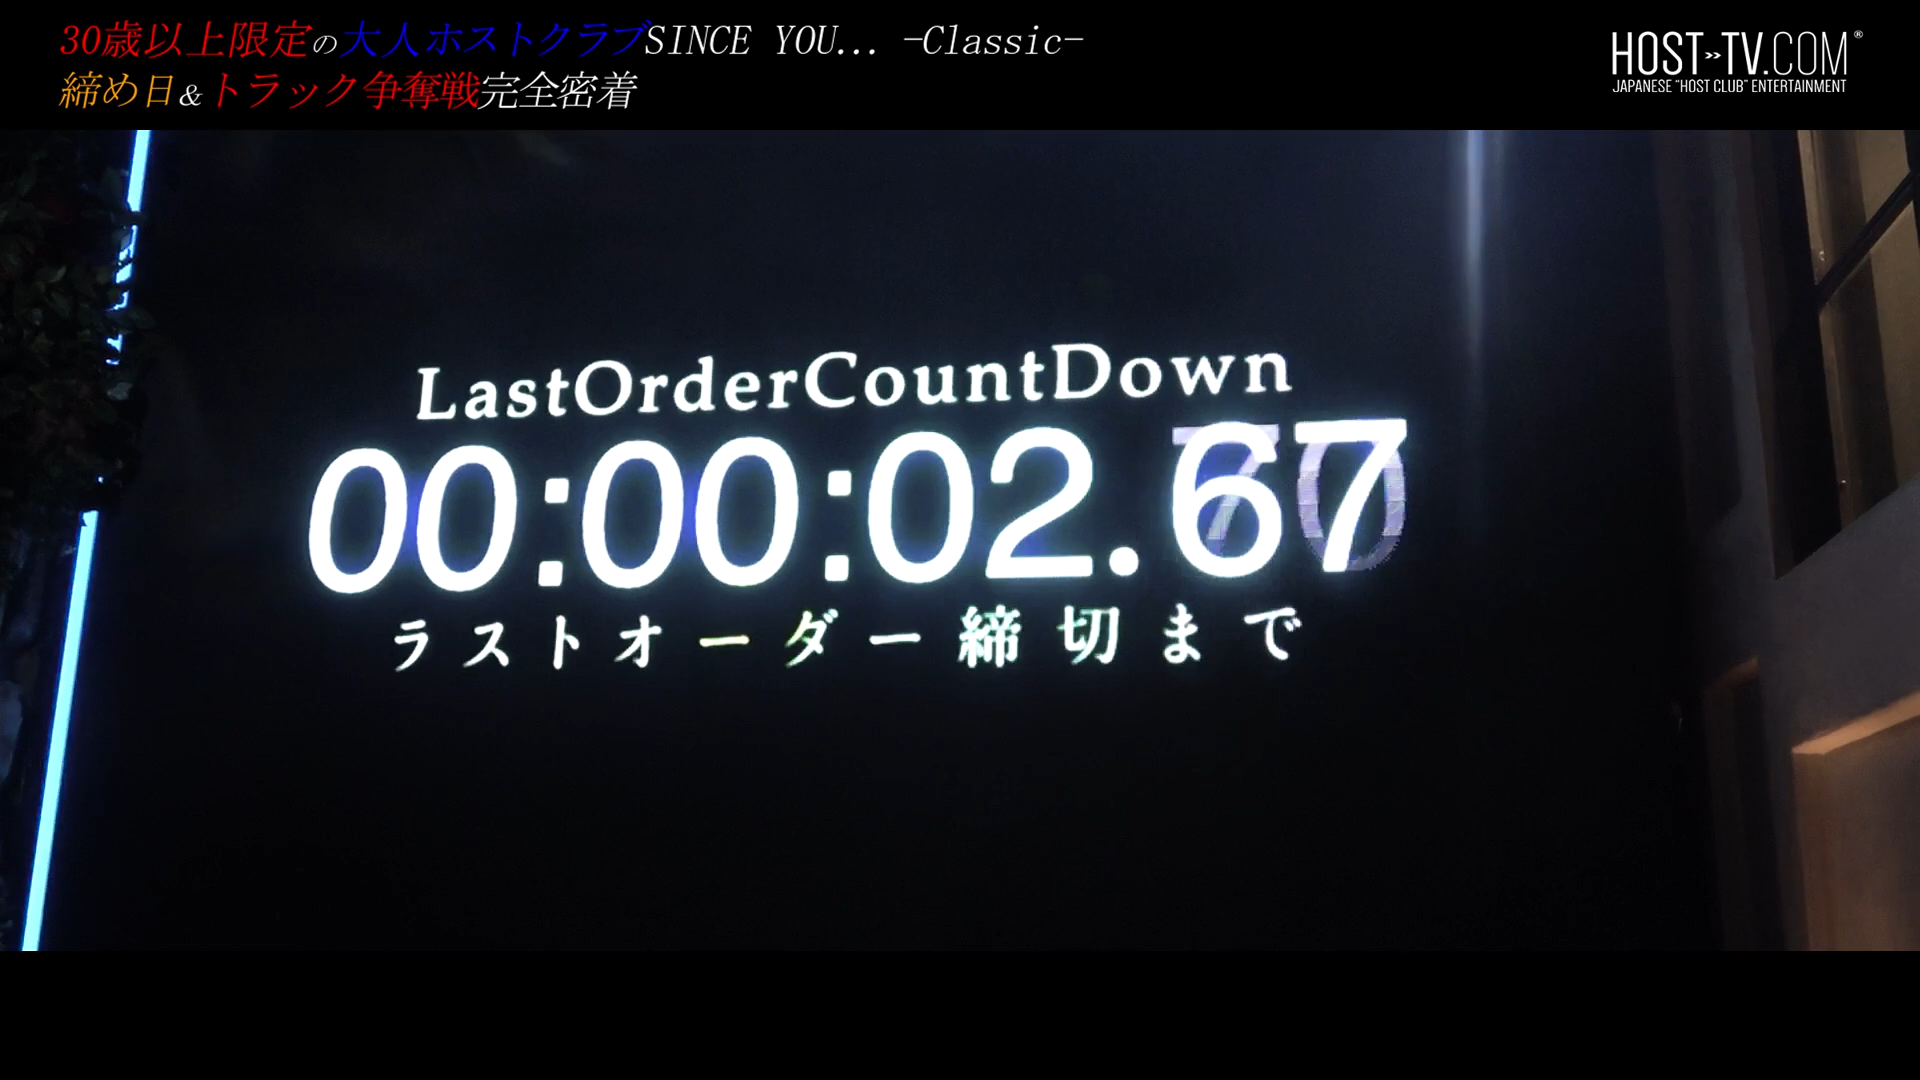 30歳以上限定の大人ホストクラブSINCE YOU... -Classic-
締め日&トラック争奪戦完全密着
HOST»TV.COM®
JAPANESE "HOST CLUB" ENTERTAINMENT
LastOrderCountDown
00:00:02.67
ラストオーダー締切まで